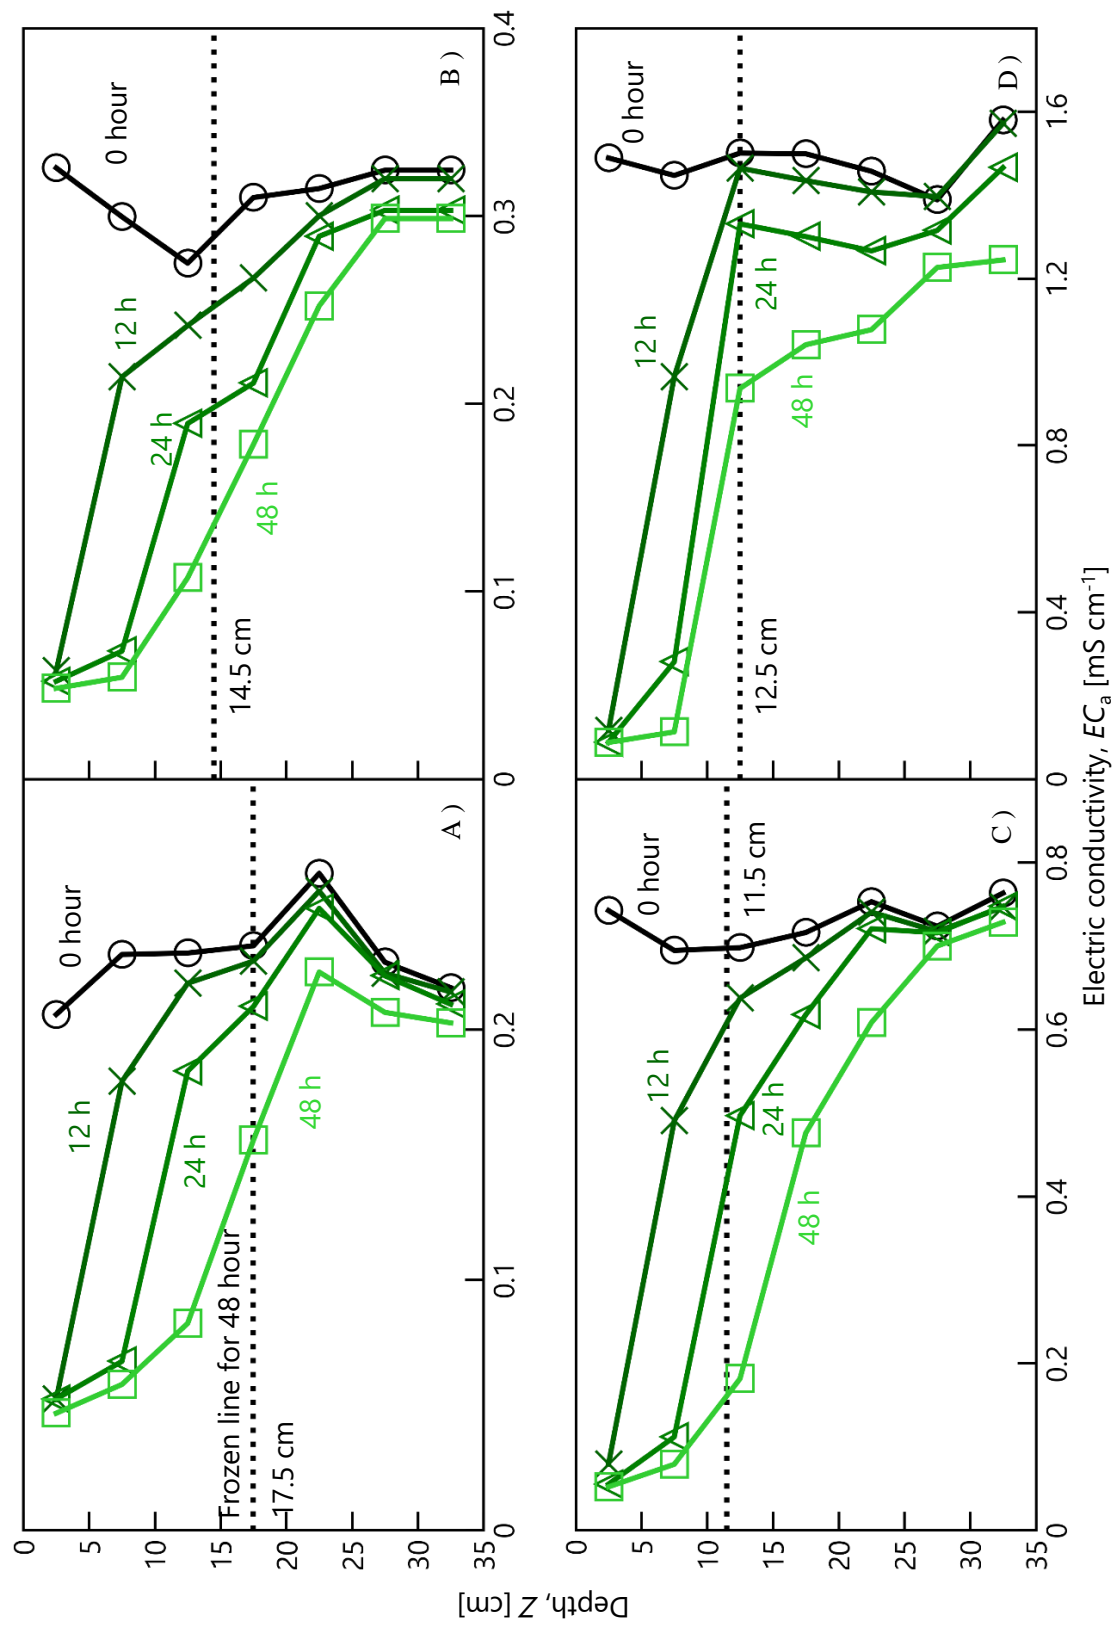 Depth, Z [cm]
0
5
10
15
20
25
30
35
0 hour
12 h
24 h
48 h
Frozen line for 48 hour
17.5 cm
A )
0
0.1
0.2
0 hour
12 h
24 h
48 h
14.5 cm
B )
0
0.1
0.2
0.3
0.4
0
5
10
15
20
25
30
35
0 hour
12 h
24 h
48 h
11.5 cm
C )
0
0.2
0.4
0.6
0.8
0 hour
12 h
24 h
48 h
12.5 cm
D )
0
0.4
0.8
1.2
1.6
Electric conductivity, ECa [mS cm-1]